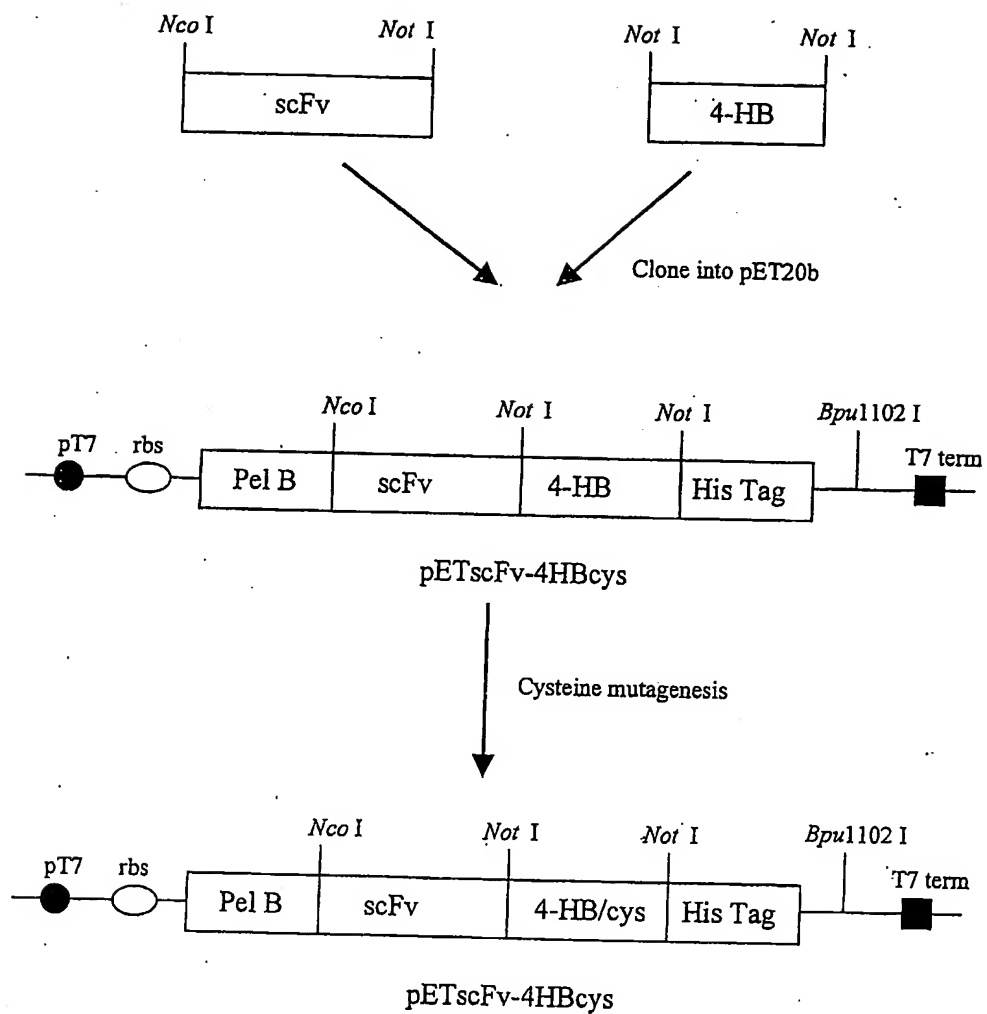 Nco I Not I Not I Not I
scFv 4-HB
Clone into pET20b
Nco I Not I Not I Bpu1102 I
pT7 rbs T7 term
Pel B scFv 4-HB His Tag
pETscFv-4HBcys
Cysteine mutagenesis
Nco I Not I Not I Bpu1102 I
pT7 rbs T7 term
Pel B scFv 4-HB/cys His Tag
pETscFv-4HBcys